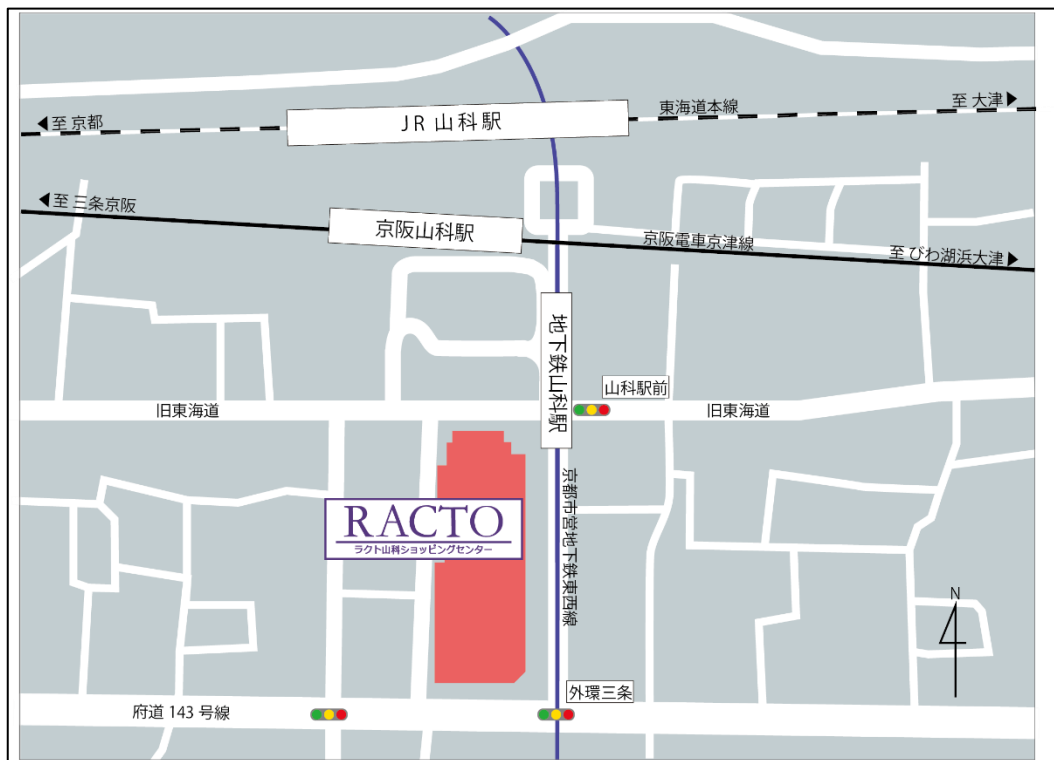 ◀至 京都
JR 山科駅
東海道本線
至 大津▶
◀至 三条京阪
京阪山科駅
京阪電車京津線
至 びわ湖浜大津▶
地下鉄山科駅
山科駅前
旧東海道
旧東海道
京都市営地下鉄東西線
RACTO
ラクト山科ショッピングセンター
N
外環三条
府道 143 号線